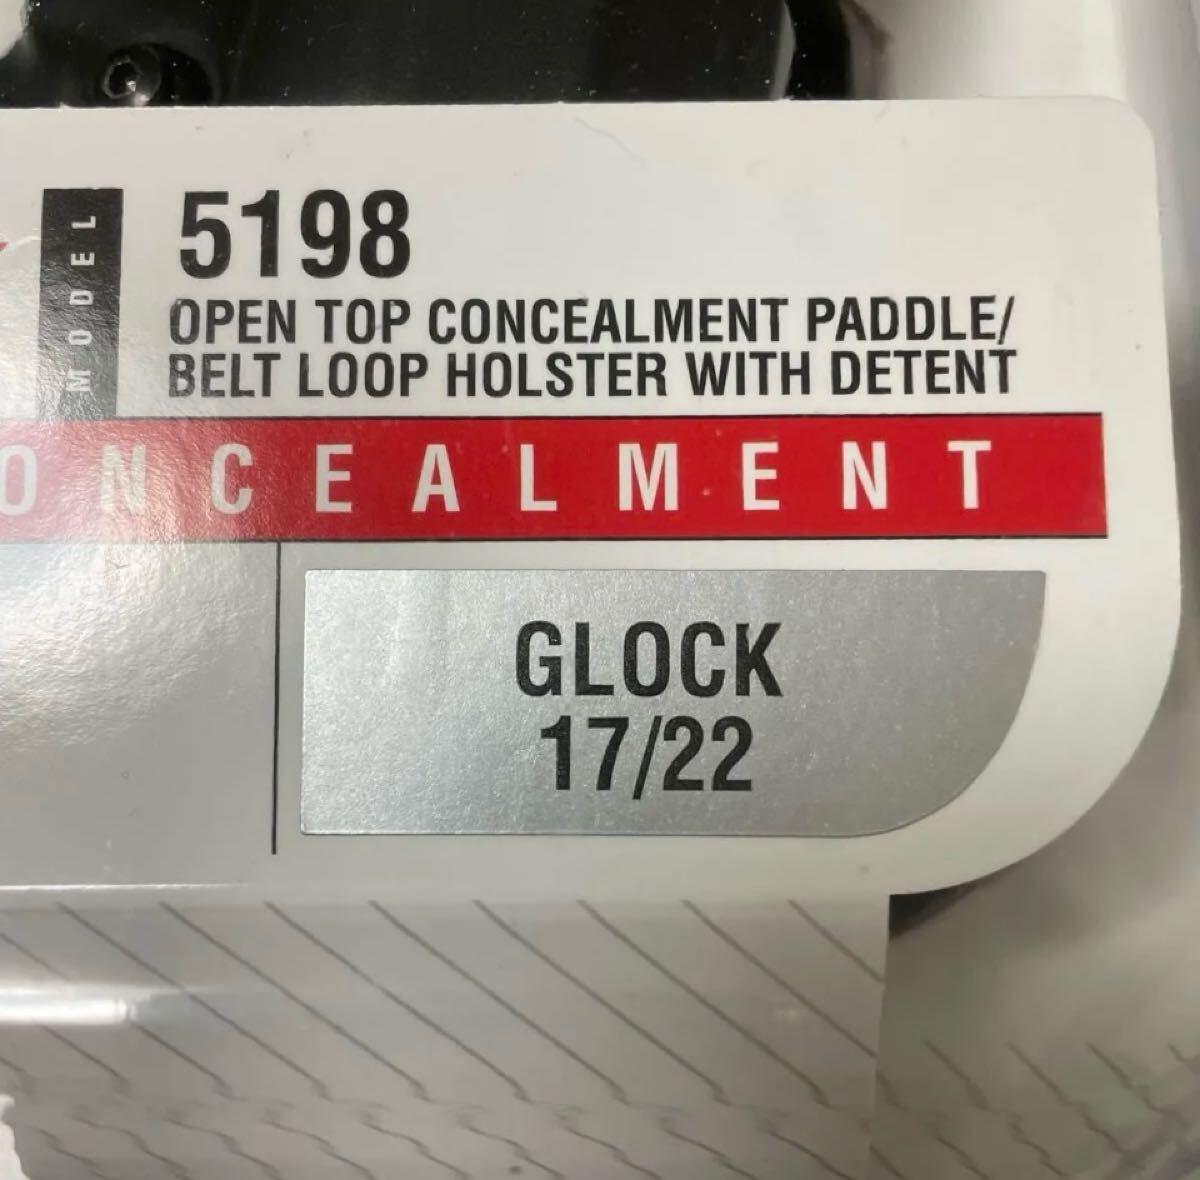 MODEL
5198
OPEN TOP CONCEALMENT PADDLE/
BELT LOOP HOLSTER WITH DETENT
ONCEALMENT
GLOCK
17/22